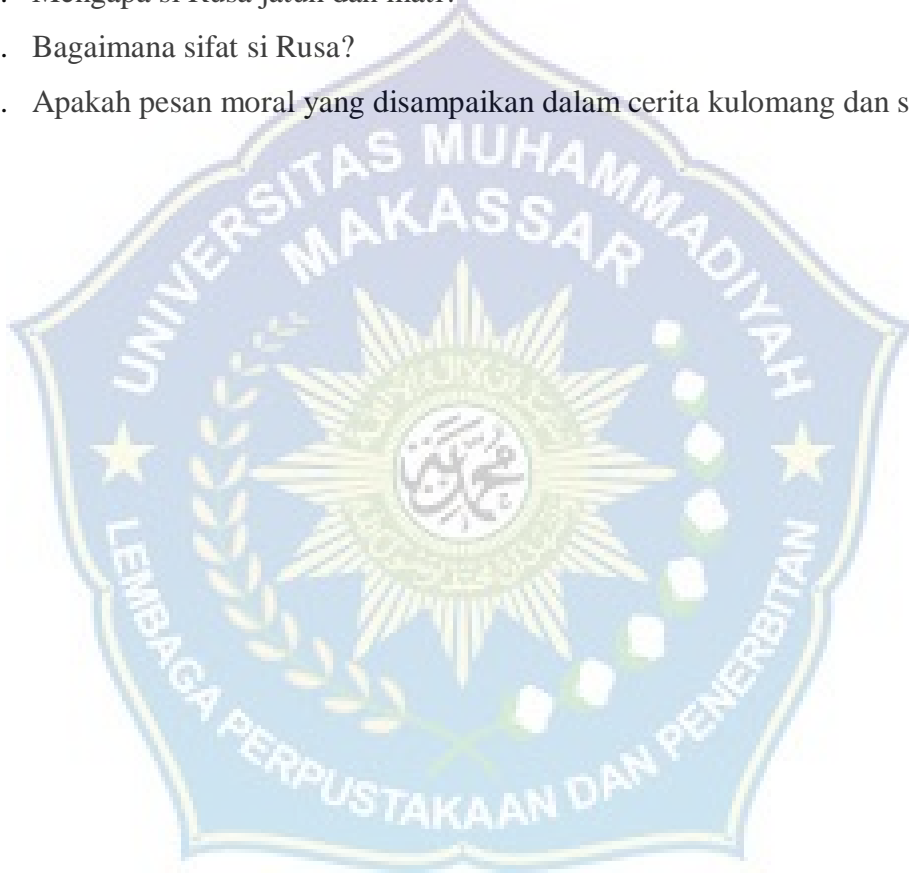 . Mengapa si Rusa jatuh dan mati?
. Bagaimana sifat si Rusa?
. Apakah pesan moral yang disampaikan dalam cerita kulomang dan s
UNIVERSITAS MUHAMMADIYAH
MAKASSAR
LEMBAGA PERPUSTAKAAN DAN PENERBITAN